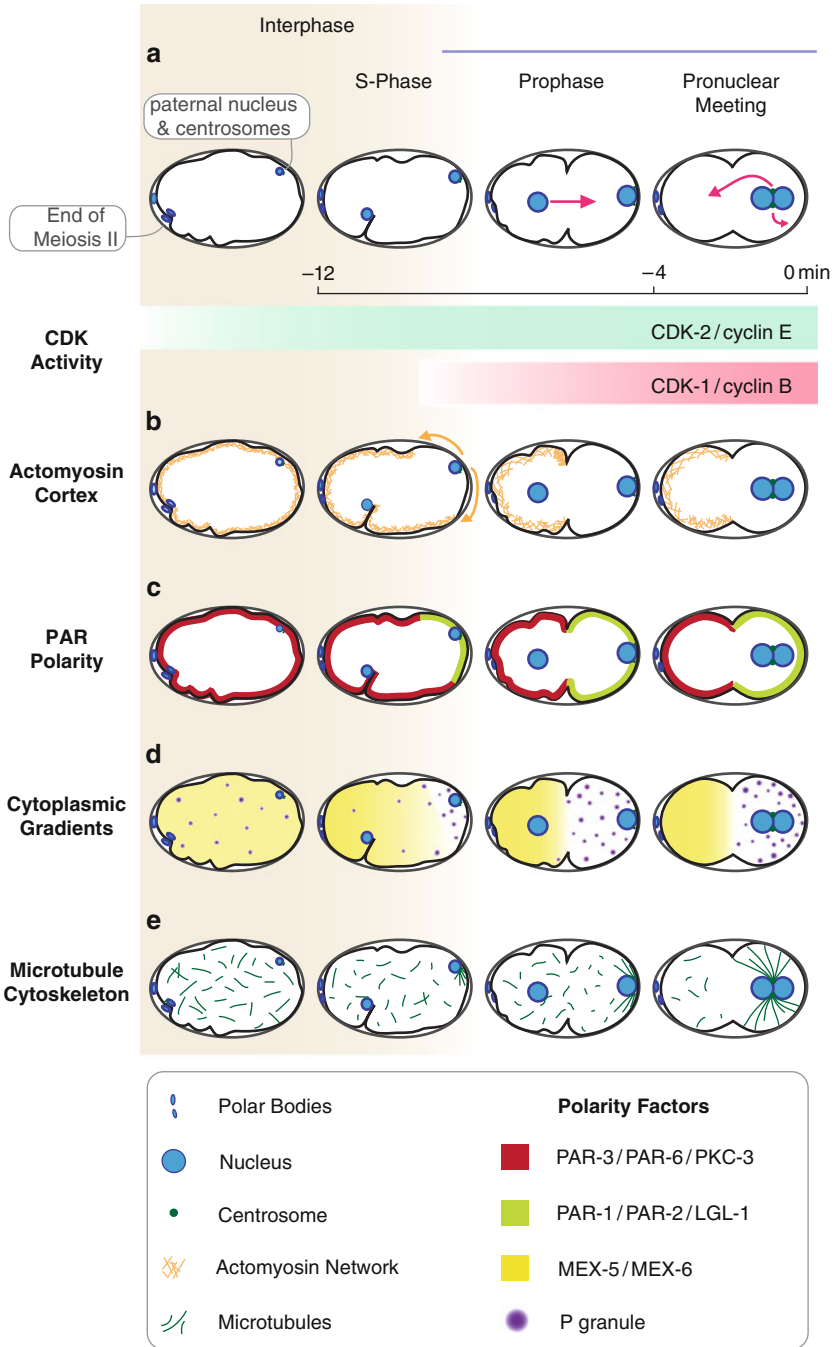 Interphase
a
S-Phase
Prophase
Pronuclear
Meeting
paternal nucleus
& centrosomes
End of
Meiosis II
−12
−4
0 min
CDK
Activity
CDK-2/cyclin E
CDK-1/cyclin B
b
Actomyosin
Cortex
c
PAR
Polarity
d
Cytoplasmic
Gradients
e
Microtubule
Cytoskeleton
Polar Bodies
Nucleus
Centrosome
Actomyosin Network
Microtubules
Polarity Factors
PAR-3/PAR-6/PKC-3
PAR-1/PAR-2/LGL-1
MEX-5/MEX-6
P granule